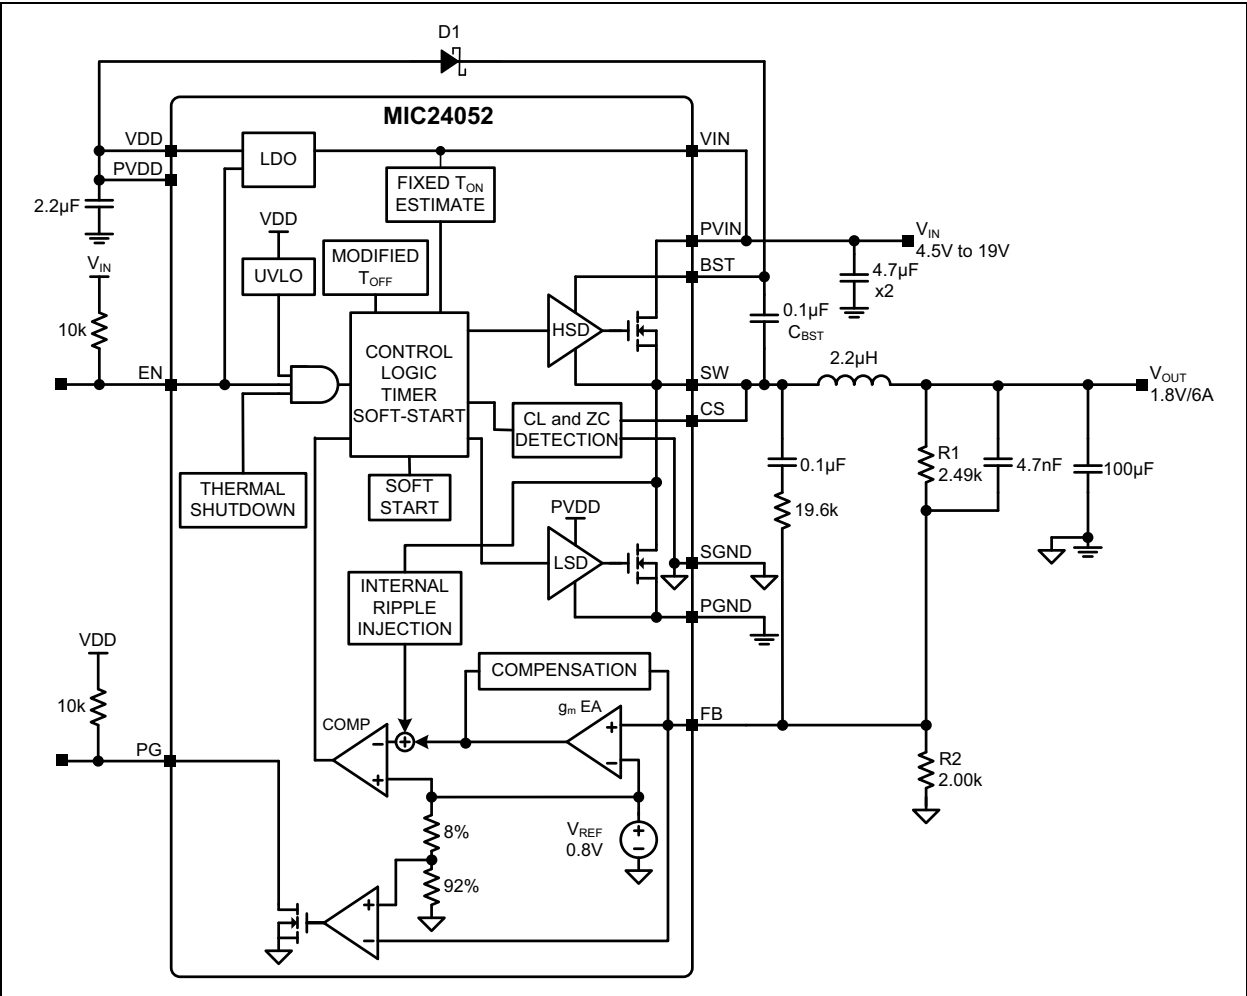 D1
MIC24052
VDD
PVDD
2.2µF
LDO
VIN
FIXED TON
ESTIMATE
VDD
UVLO
MODIFIED
TOFF
PVIN
VIN
4.5V to 19V
BST
4.7µF
x2
VIN
10k
EN
HSD
0.1µF
CBST
CONTROL
LOGIC
TIMER
SOFT-START
SW
2.2µH
VOUT
1.8V/6A
CS
CL and ZC
DETECTION
THERMAL
SHUTDOWN
SOFT
START
0.1µF
19.6k
R1
2.49k
4.7nF
100µF
PVDD
LSD
SGND
PGND
INTERNAL
RIPPLE
INJECTION
VDD
10k
PG
COMPENSATION
gm EA
COMP
FB
R2
2.00k
VREF
0.8V
8%
92%